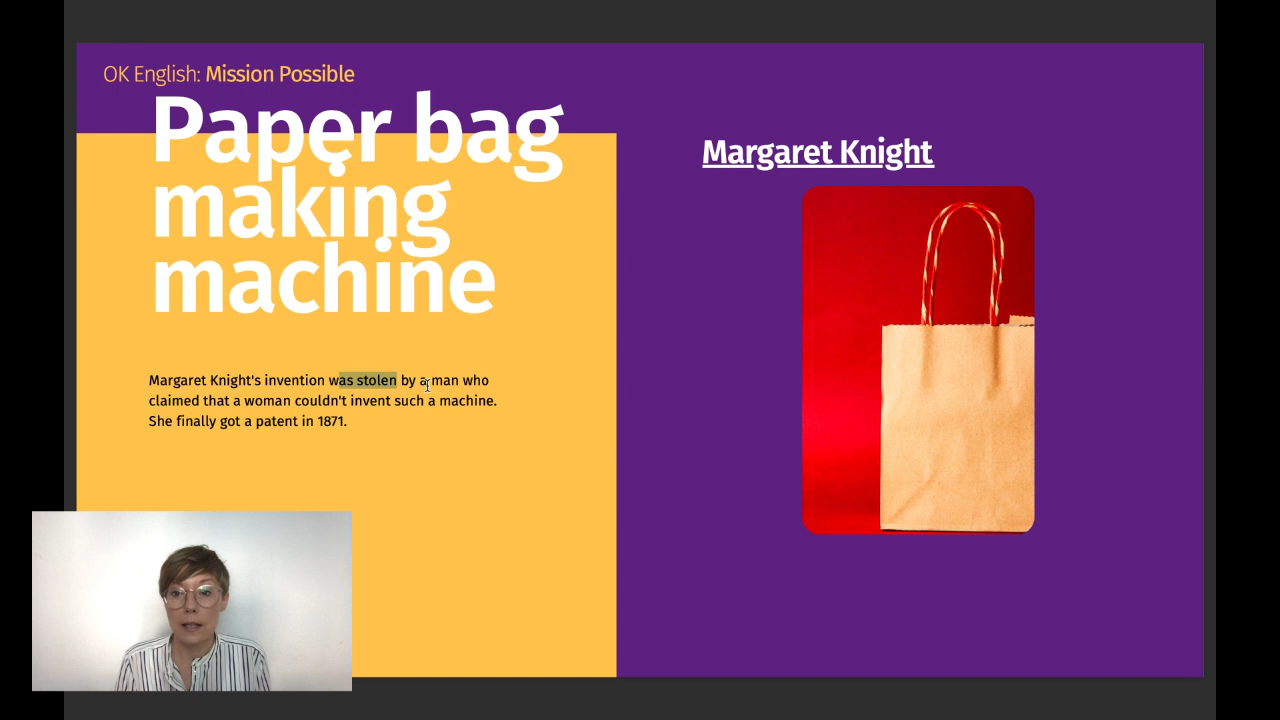 OK English: Mission Possible
Paper bag
making
machine
Margaret Knight's invention was stolen by a man who
claimed that a woman couldn't invent such a machine.
She finally got a patent in 1871.
Margaret Knight